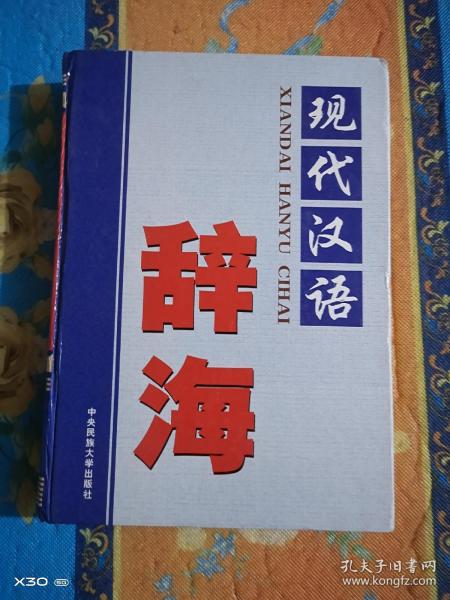 现代汉语
XIANDAI HANYU CIHAI
辞海
中央民族大学出版社
X30 5G
孔夫子旧书网
www.kongfz.com